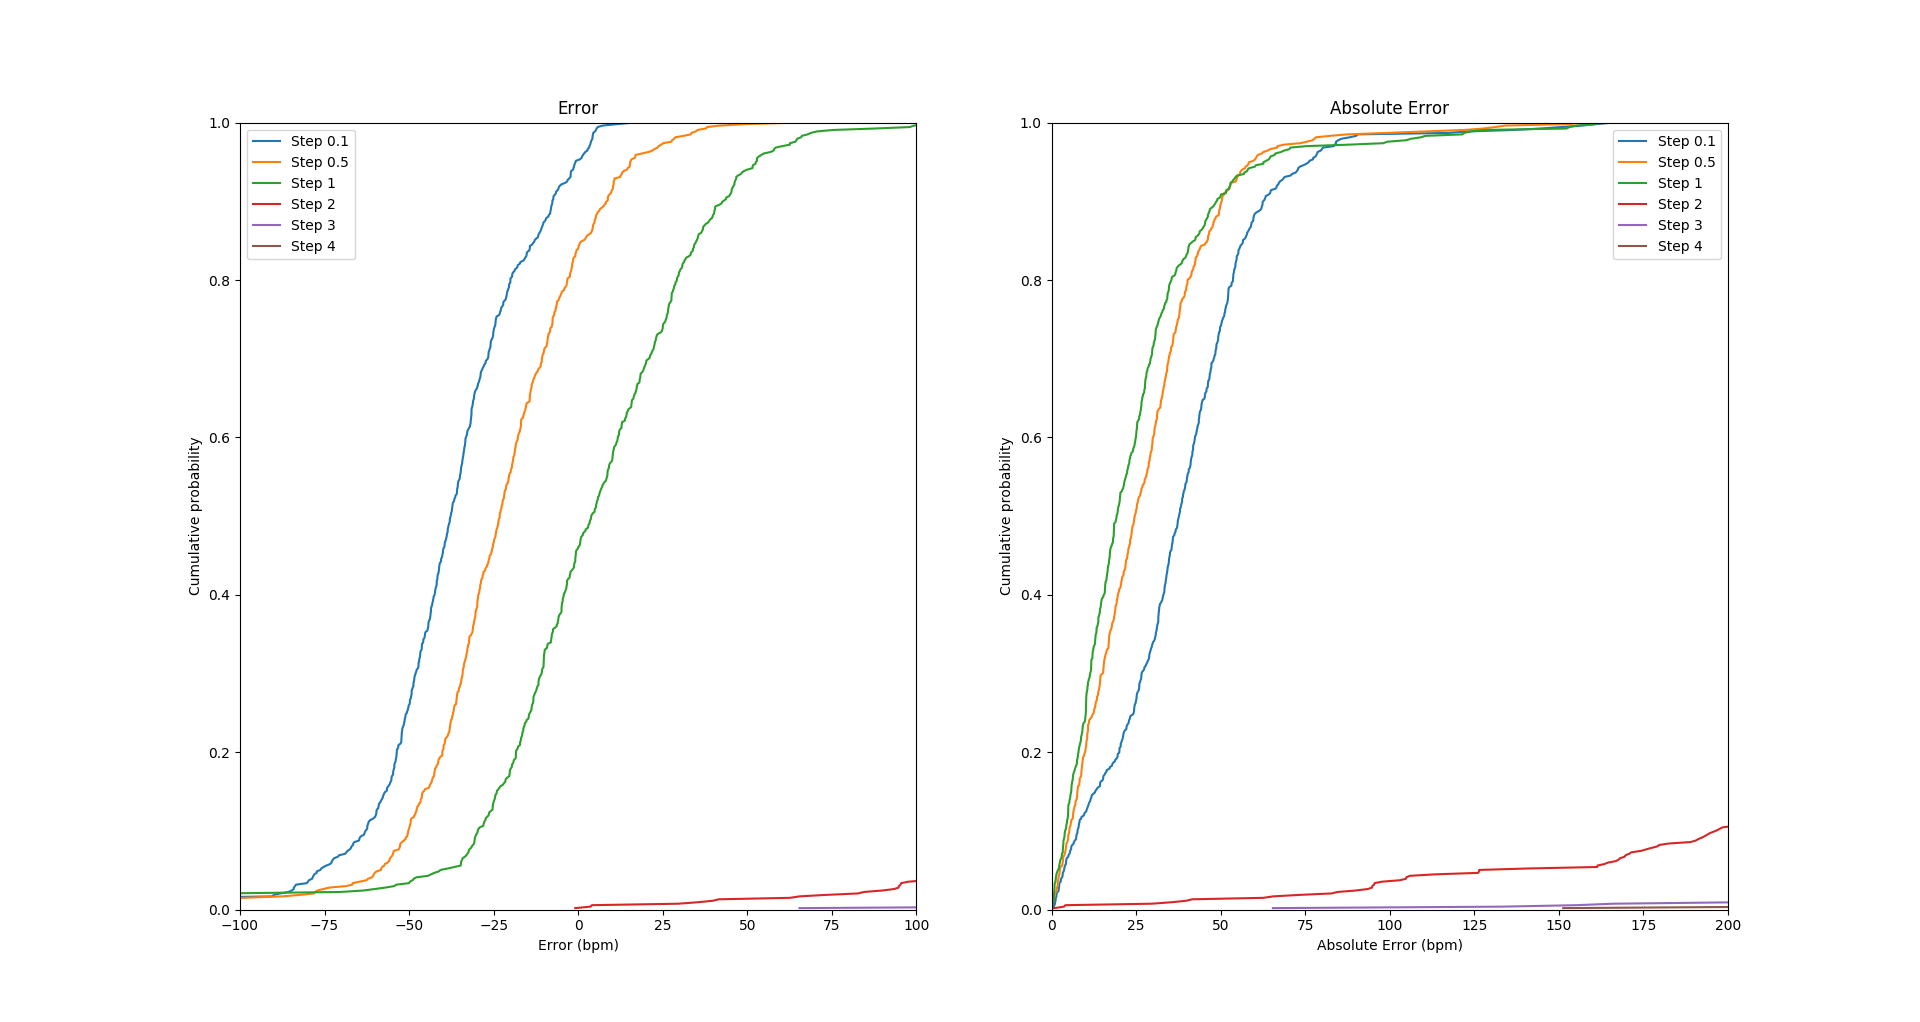 Error
Cumulative probability
1.0
0.8
0.6
0.4
0.2
0.0
Step 0.1
Step 0.5
Step 1
Step 2
Step 3
Step 4
−100
−75
−50
−25
0
25
50
75
100
Error (bpm)
Absolute Error
Cumulative probability
1.0
0.8
0.6
0.4
0.2
0.0
Step 0.1
Step 0.5
Step 1
Step 2
Step 3
Step 4
0
25
50
75
100
125
150
175
200
Absolute Error (bpm)